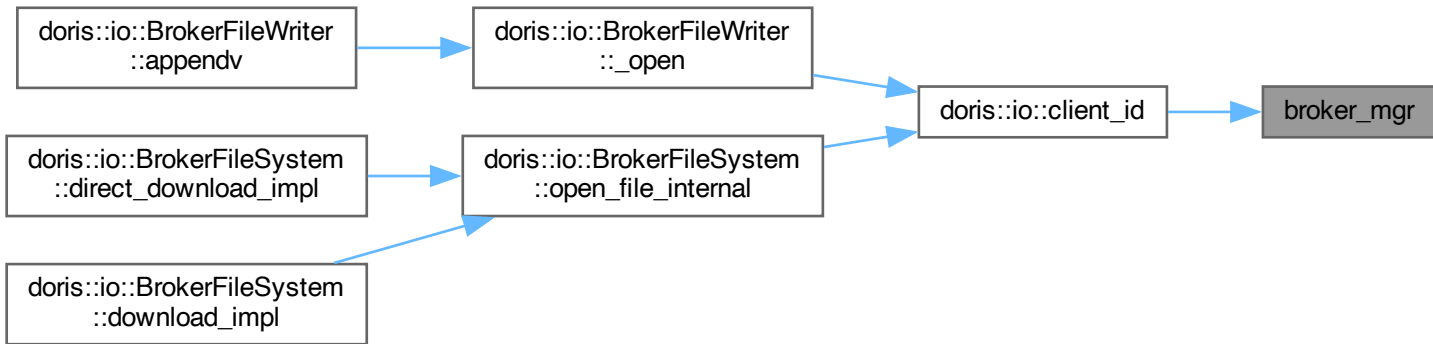 doris::io::BrokerFileWriter
::appendv
doris::io::BrokerFileWriter
::_open
doris::io::client_id
broker_mgr
doris::io::BrokerFileSystem
::direct_download_impl
doris::io::BrokerFileSystem
::open_file_internal
doris::io::BrokerFileSystem
::download_impl